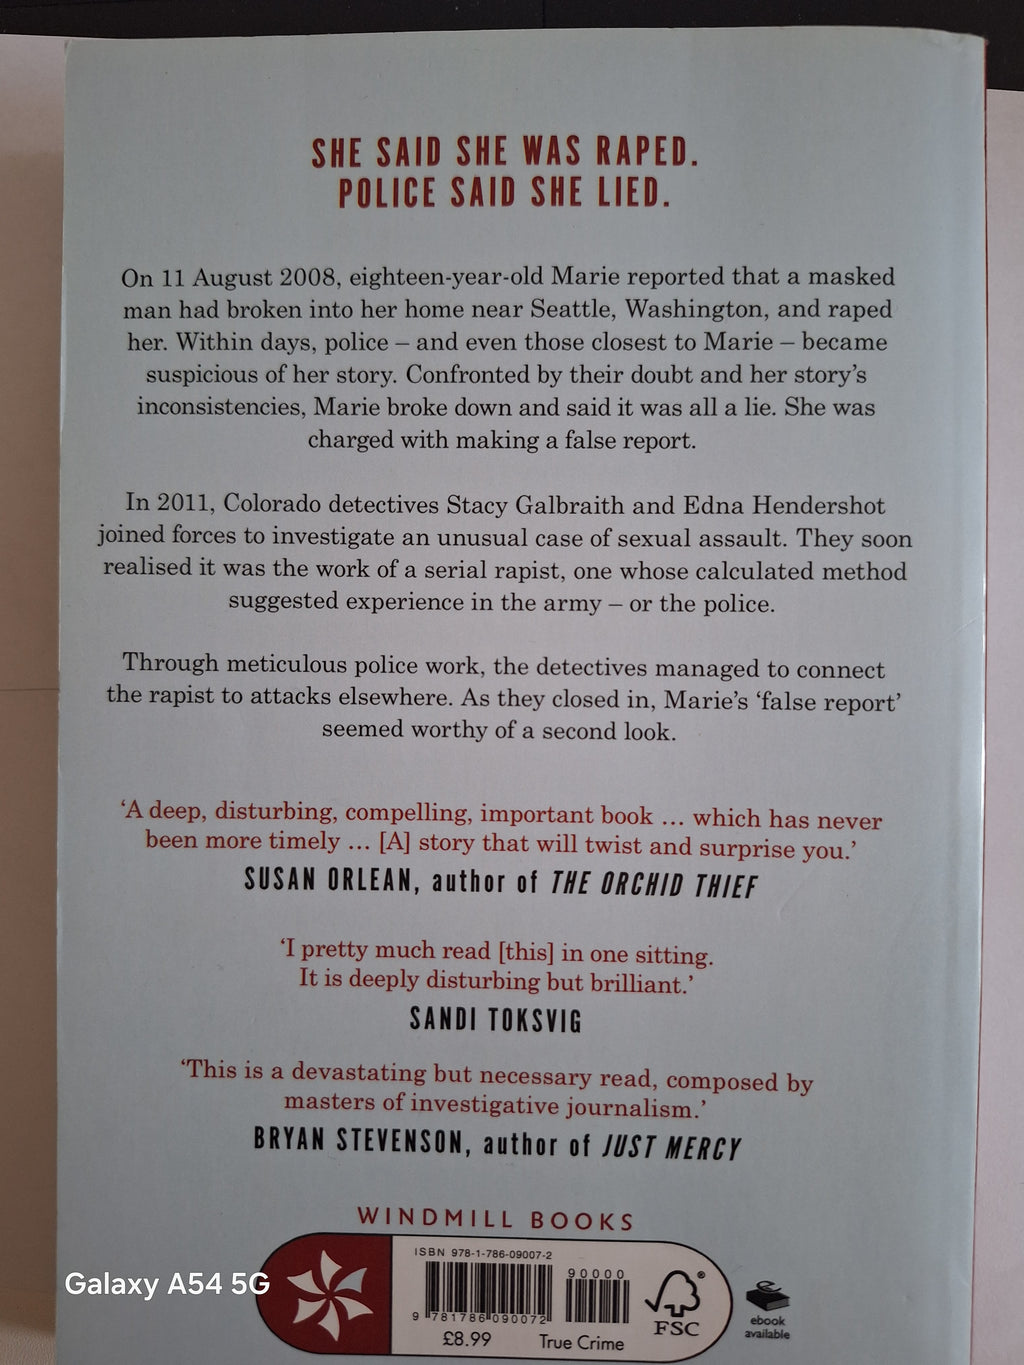 SHE SAID SHE WAS RAPED.
POLICE SAID SHE LIED.
On 11 August 2008, eighteen-year-old Marie reported that a masked
man had broken into her home near Seattle, Washington, and raped
her. Within days, police – and even those closest to Marie – became
suspicious of her story. Confronted by their doubt and her story's
inconsistencies, Marie broke down and said it was all a lie. She was
charged with making a false report.
In 2011, Colorado detectives Stacy Galbraith and Edna Hendershot
joined forces to investigate an unusual case of sexual assault. They soon
realised it was the work of a serial rapist, one whose calculated method
suggested experience in the army – or the police.
Through meticulous police work, the detectives managed to connect
the rapist to attacks elsewhere. As they closed in, Marie's 'false report'
seemed worthy of a second look.
'A deep, disturbing, compelling, important book ... which has never
been more timely ... [A] story that will twist and surprise you.'
SUSAN ORLEAN, author of THE ORCHID THIEF
'I pretty much read [this] in one sitting.
It is deeply disturbing but brilliant.'
SANDI TOKSVIG
'This is a devastating but necessary read, composed by
masters of investigative journalism.'
BRYAN STEVENSON, author of JUST MERCY
WINDMILL BOOKS
ISBN 978-1-786-09007-2
90000
9 781786 090072
£8.99 True Crime
FSC
®
ebook
available
Galaxy A54 5G